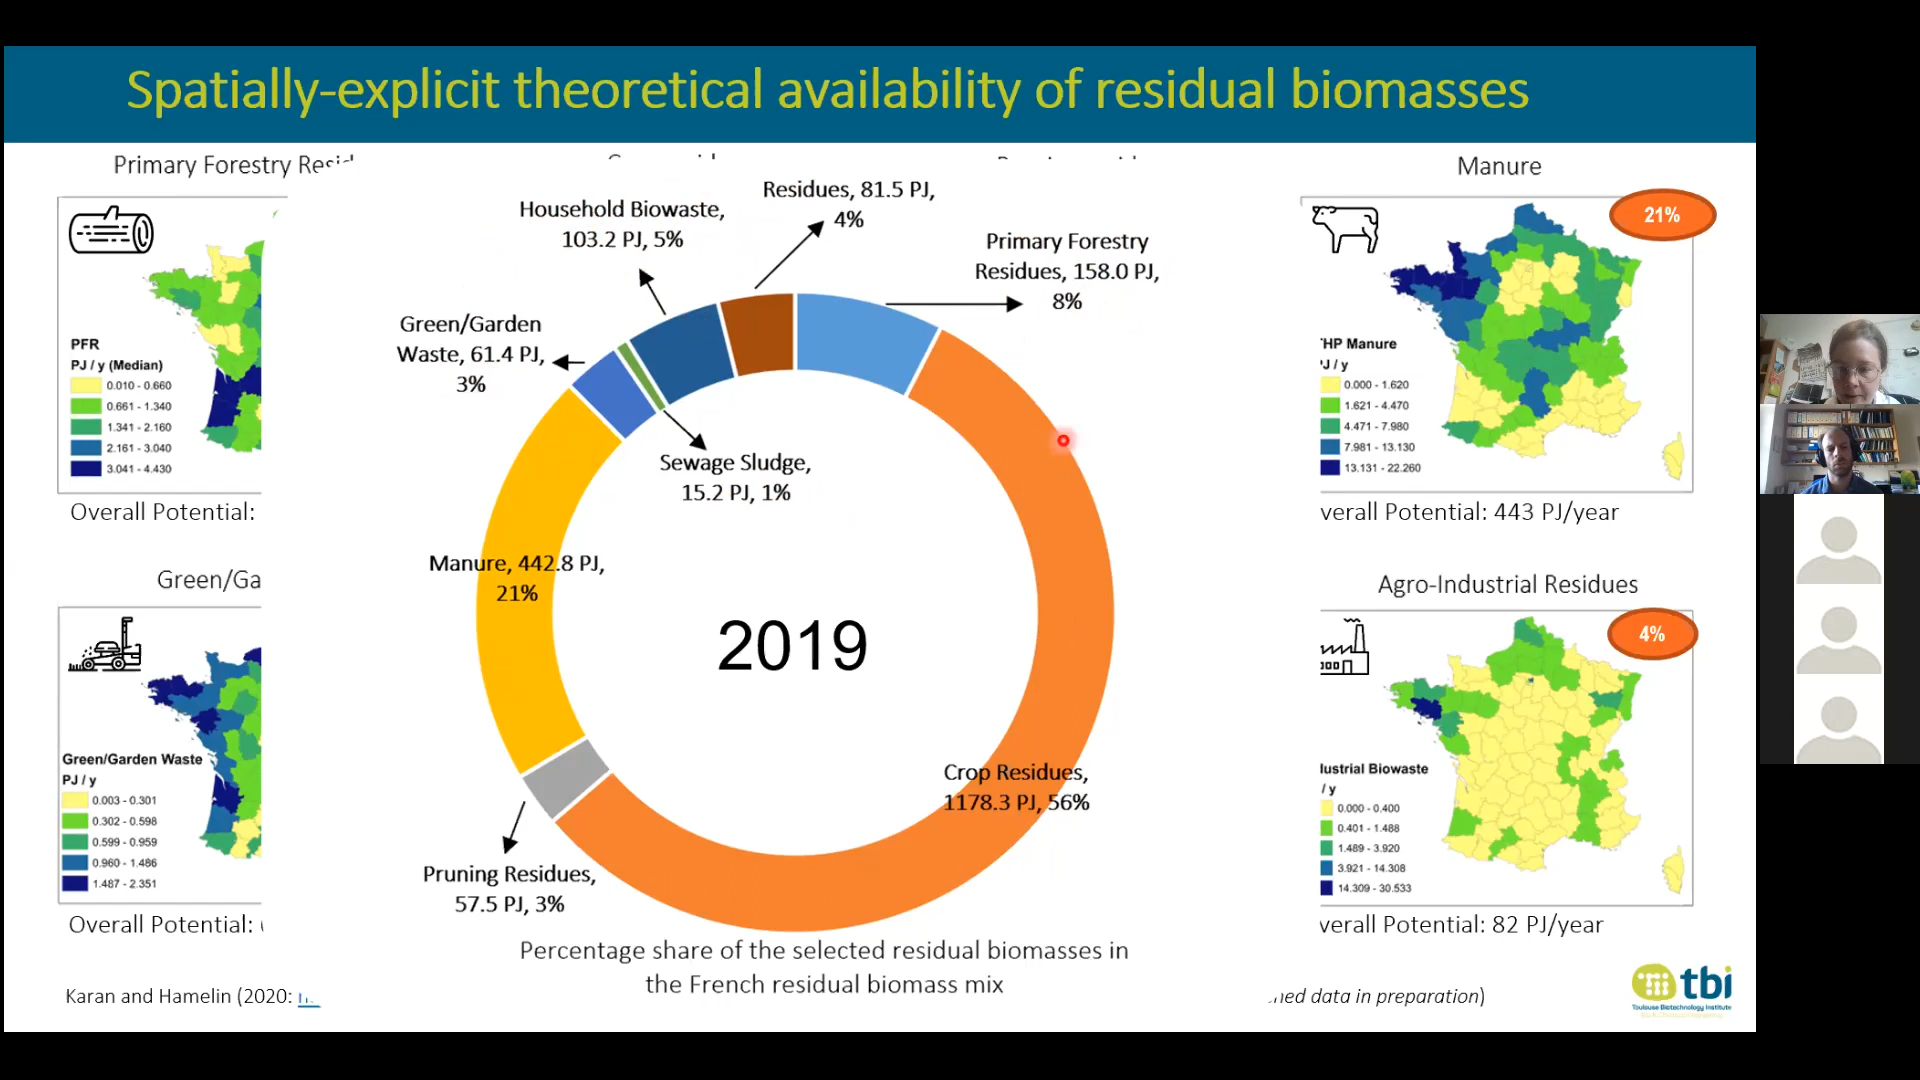 Spatially-explicit theoretical availability of residual biomasses
Primary Forestry
Manure
21%
PFR
PJ / y (Median)
0.010 - 0.660
0.661 - 1.340
1.341 - 2.160
2.161 - 3.040
3.041 - 4.430
Overall Potential:
Household Biowaste,
103.2 PJ, 5%
Residues, 81.5 PJ,
4%
Primary Forestry
Residues, 158.0 PJ,
8%
Green/Garden
Waste, 61.4 PJ,
3%
Sewage Sludge,
15.2 PJ, 1%
Manure, 442.8 PJ,
21%
2019
Crop Residues,
1178.3 PJ, 56%
Pruning Residues,
57.5 PJ, 3%
Percentage share of the selected residual biomasses in
the French residual biomass mix
HP Manure
J / y
0.000 - 1.620
1.621 - 4.470
4.471 - 7.980
7.981 - 13.130
13.131 - 22.260
verall Potential: 443 PJ/year
Green/Ga
Green/Garden Waste
PJ / y
0.003 - 0.301
0.302 - 0.598
0.599 - 0.959
0.960 - 1.486
1.487 - 2.351
Overall Potential:
Agro-Industrial Residues
4%
lustrial Biowaste
/ y
0.000 - 0.400
0.401 - 1.488
1.489 - 3.920
3.921 - 14.308
14.309 - 30.533
verall Potential: 82 PJ/year
Karan and Hamelin (2020:
ned data in preparation)
tbi
Toulouse Biotechnology Institute